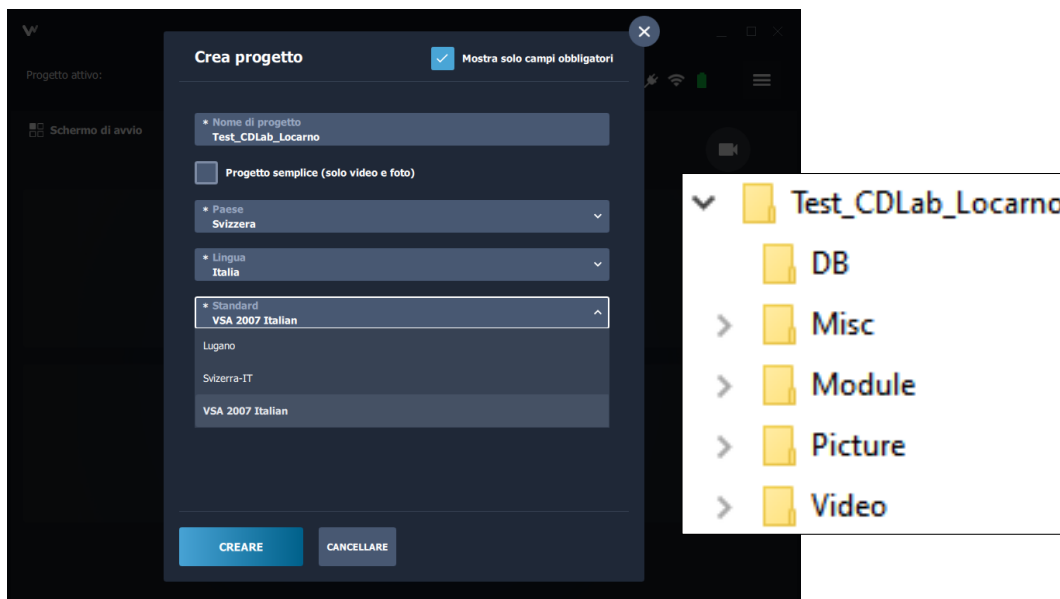 Crea progetto
Mostra solo campi obbligatori
Progetto attivo:
Schermo di avvio
* Nome di progetto
Test_CDLab_Locarno
Progetto semplice (solo video e foto)
* Paese
Svizzera
* Lingua
Italia
* Standard
VSA 2007 Italian
Lugano
Svizerra-IT
VSA 2007 Italian
CREARE
CANCELLARE
Test_CDLab_Locarno
DB
Misc
Module
Picture
Video